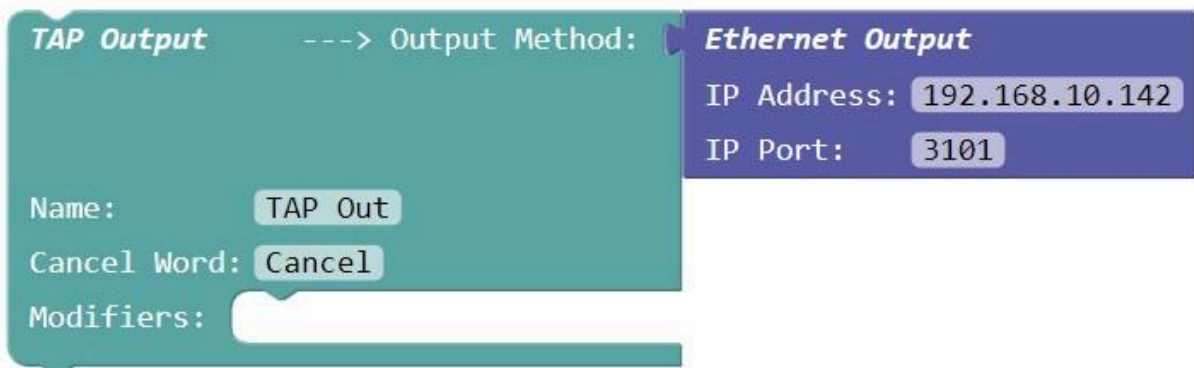 TAP Output ---> Output Method: Ethernet Output
IP Address: 192.168.10.142
IP Port: 3101
Name: TAP Out
Cancel Word: Cancel
Modifiers: